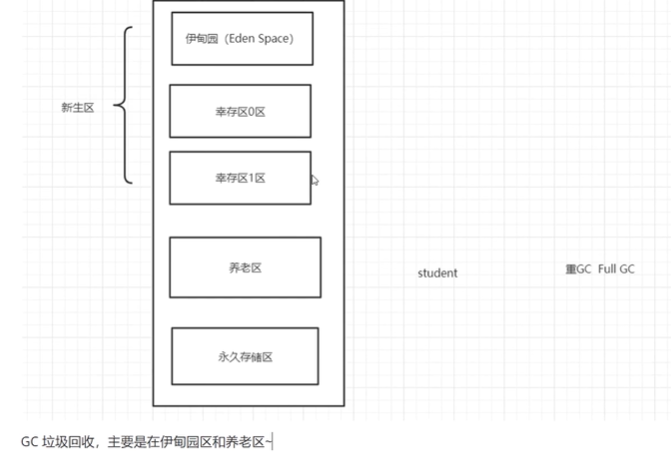 伊甸园（Eden Space）
新生区
幸存区0区
幸存区1区
养老区
student
重GC  Full GC
永久存储区
GC 垃圾回收，主要是在伊甸园区和养老区~